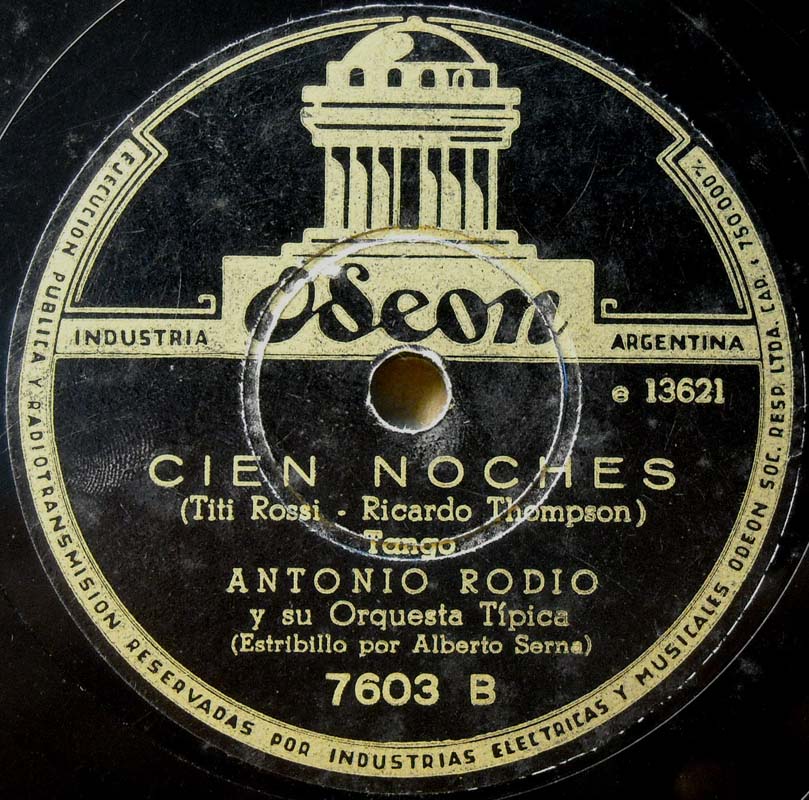 Odeon
INDUSTRIA ARGENTINA
e 13621
CIEN NOCHES
(Titi Rossi - Ricardo Thompson)
Tango
ANTONIO RODIO
y su Orquesta Típica
(Estribillo por Alberto Serna)
7603 B
EJECUCION PUBLICA Y RADIOTRANSMISION RESERVADAS POR INDUSTRIAS ELECTRICAS Y MUSICALES ODEON SOC. RESP. LTDA. CAP. $ 750.000 m/n